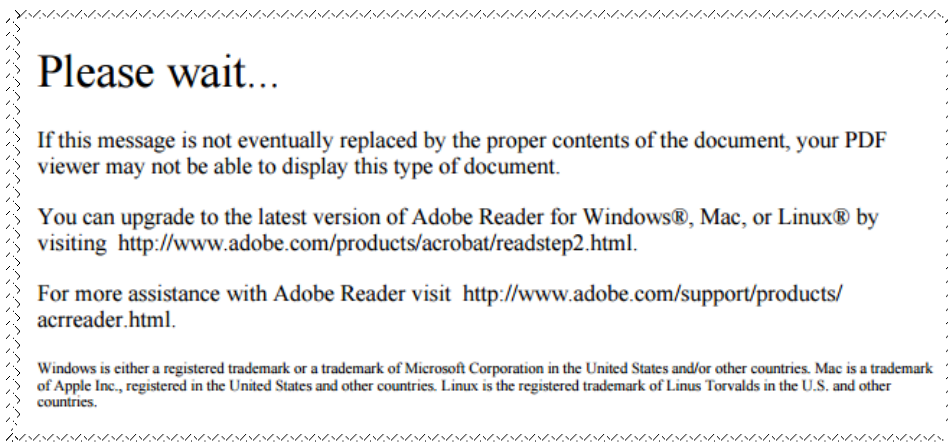 Please wait...
If this message is not eventually replaced by the proper contents of the document, your PDF
viewer may not be able to display this type of document.
You can upgrade to the latest version of Adobe Reader for Windows®, Mac, or Linux® by
visiting  http://www.adobe.com/products/acrobat/readstep2.html.
For more assistance with Adobe Reader visit  http://www.adobe.com/support/products/
acrreader.html.
Windows is either a registered trademark or a trademark of Microsoft Corporation in the United States and/or other countries. Mac is a trademark
of Apple Inc., registered in the United States and other countries. Linux is the registered trademark of Linus Torvalds in the U.S. and other
countries.